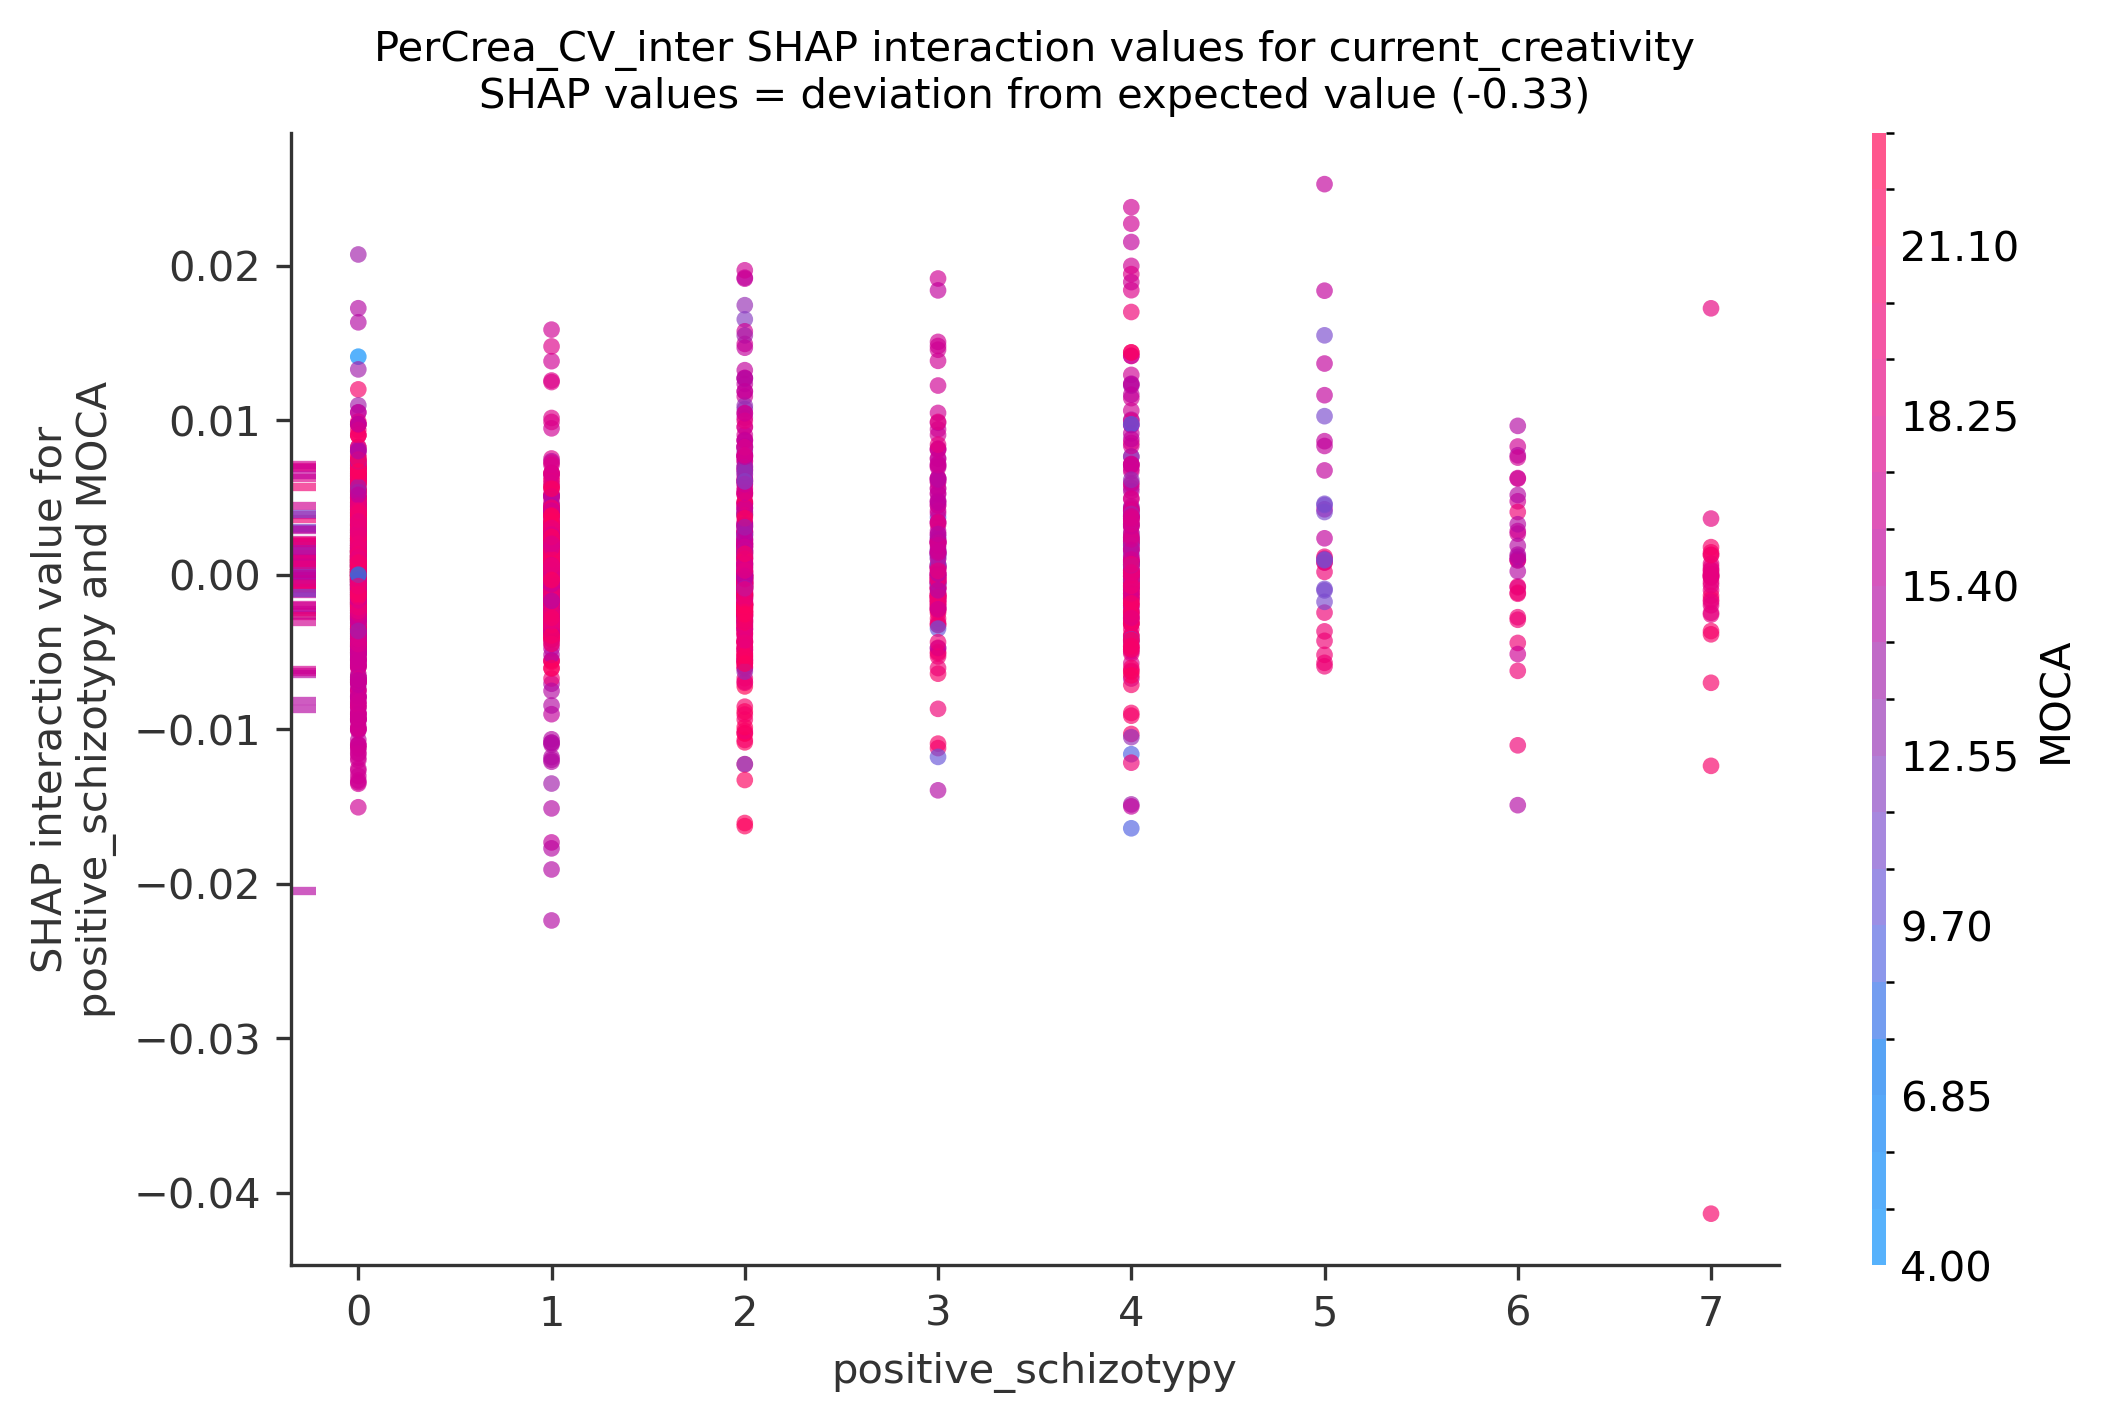 PerCrea_CV_inter SHAP interaction values for current_creativity
SHAP values = deviation from expected value (-0.33)
SHAP interaction value for
positive_schizotypy and MOCA
0.02
0.01
0.00
−0.01
−0.02
−0.03
−0.04
0 1 2 3 4 5 6 7
positive_schizotypy
21.10
18.25
15.40
12.55
9.70
6.85
4.00
MOCA